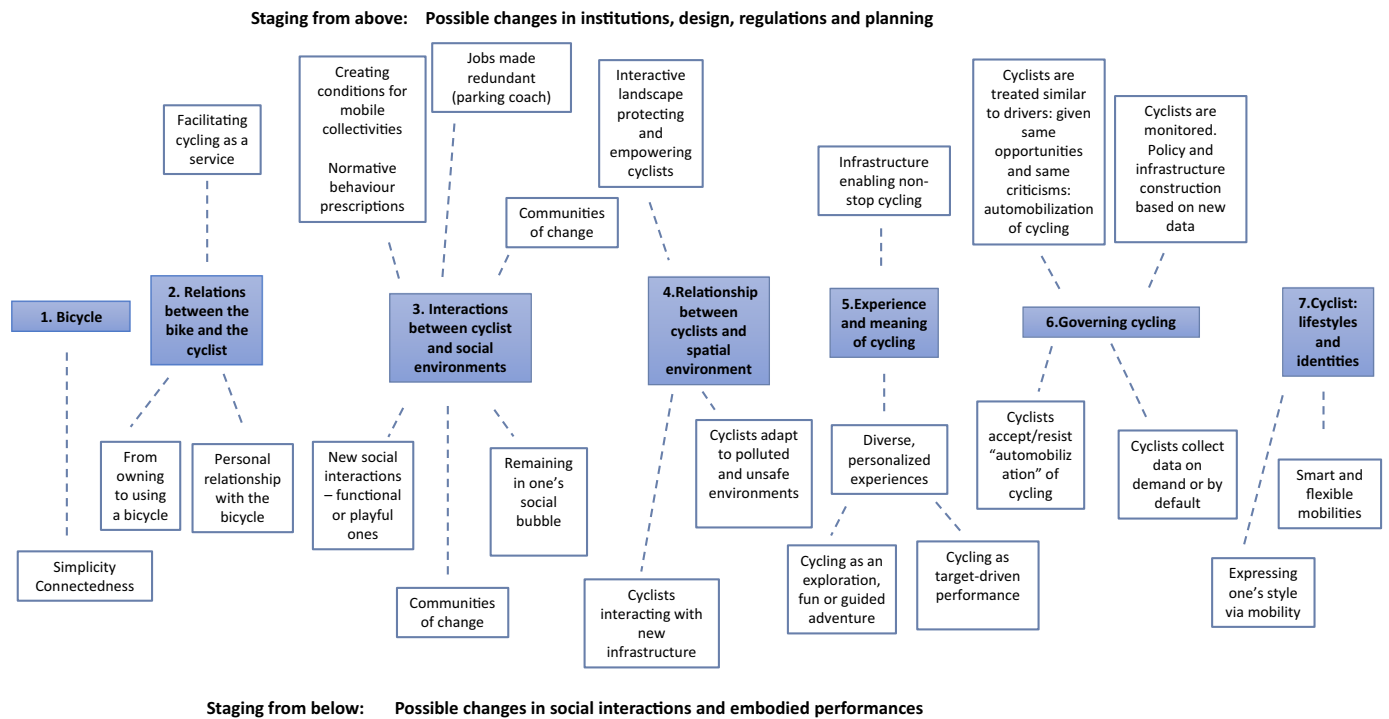 Staging from above: Possible changes in institutions, design, regulations and planning
Facilitating
cycling as a
service
Creating
conditions for
mobile
collectivities
Normative
behaviour
prescriptions
Jobs made
redundant
(parking coach)
Communities
of change
Interactive
landscape
protecting
and
empowering
cyclists
Infrastructure
enabling non-
stop cycling
Cyclists are
treated similar
to drivers: given
same
opportunities
and same
criticisms:
automobilization
of cycling
Cyclists are
monitored.
Policy and
infrastructure
construction
based on new
data
1. Bicycle
2. Relations
between the
bike and the
cyclist
3. Interactions
between cyclist
and social
environments
4.Relationship
between
cyclists and
spatial
environment
5.Experience
and meaning
of cycling
6.Governing cycling
7.Cyclist:
lifestyles
and
identities
Simplicity
Connectedness
From
owning
to using
a bicycle
Personal
relationship
with the
bicycle
New social
interactions
– functional
or playful
ones
Communities
of change
Remaining
in one's
social
bubble
Cyclists
interacting with
new
infrastructure
Cyclists adapt
to polluted
and unsafe
environments
Diverse,
personalized
experiences
Cycling as an
exploration,
fun or guided
adventure
Cycling as
target-driven
performance
Cyclists
accept/resist
“automobiliz
ation” of
cycling
Cyclists collect
data on
demand or by
default
Expressing
one's style
via mobility
Smart and
flexible
mobilities
Staging from below: Possible changes in social interactions and embodied performances